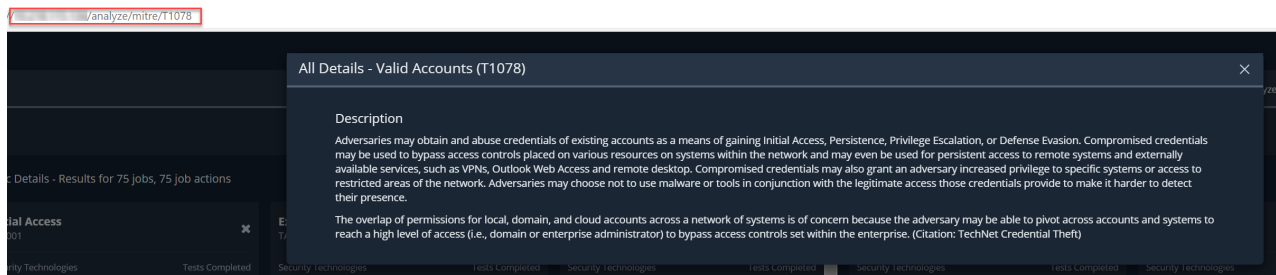 /analyze/mitre/T1078
All Details - Valid Accounts (T1078)
Description
Adversaries may obtain and abuse credentials of existing accounts as a means of gaining Initial Access, Persistence, Privilege Escalation, or Defense Evasion. Compromised credentials
may be used to bypass access controls placed on various resources on systems within the network and may even be used for persistent access to remote systems and externally
available services, such as VPNs, Outlook Web Access and remote desktop. Compromised credentials may also grant an adversary increased privilege to specific systems or access to
restricted areas of the network. Adversaries may choose not to use malware or tools in conjunction with the legitimate access those credentials provide to make it harder to detect
their presence.
The overlap of permissions for local, domain, and cloud accounts across a network of systems is of concern because the adversary may be able to pivot across accounts and systems to
reach a high level of access (i.e., domain or enterprise administrator) to bypass access controls set within the enterprise. (Citation: TechNet Credential Theft)
c Details - Results for 75 jobs, 75 job actions
tial Access
001
rity Technologies Tests Completed Security Technologies Tests Completed Security Technologies Tests Completed Security Technologies Tests Completed Security Technologies